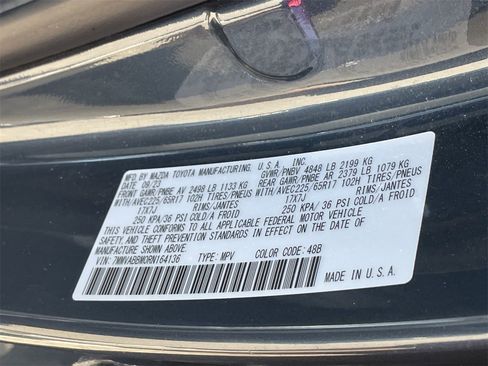 MFD. BY MAZDA TOYOTA MANUFACTURING, U. S. A., INC.
DATE 09/23 GVWR/PNBV 4848 LB 2199 KG
FRONT GAWR/PNBE AV 2498 LB 1133 KG REAR GAWR/PNBE AR 2379 LB 1079 KG
WITH/AVEC225/65R17 102H TIRES/PNEUS WITH/AVEC225/65R17 102H TIRES/PNEUS
17X7J RIMS/JANTES 17X7J RIMS/JANTES
250 KPA/ 36 PSI COLD/A FROID 250 KPA/ 36 PSI COLD/A FROID
THIS VEHICLE CONFORMS TO ALL APPLICABLE FEDERAL MOTOR VEHICLE
SAFETY AND THEFT PREVENTION STANDARDS IN EFFECT ON THE DATE OF
MANUFACTURE SHOWN ABOVE.
VIN: TYPE: MPV COLOR CODE: 48B
MADE IN U. S. A.